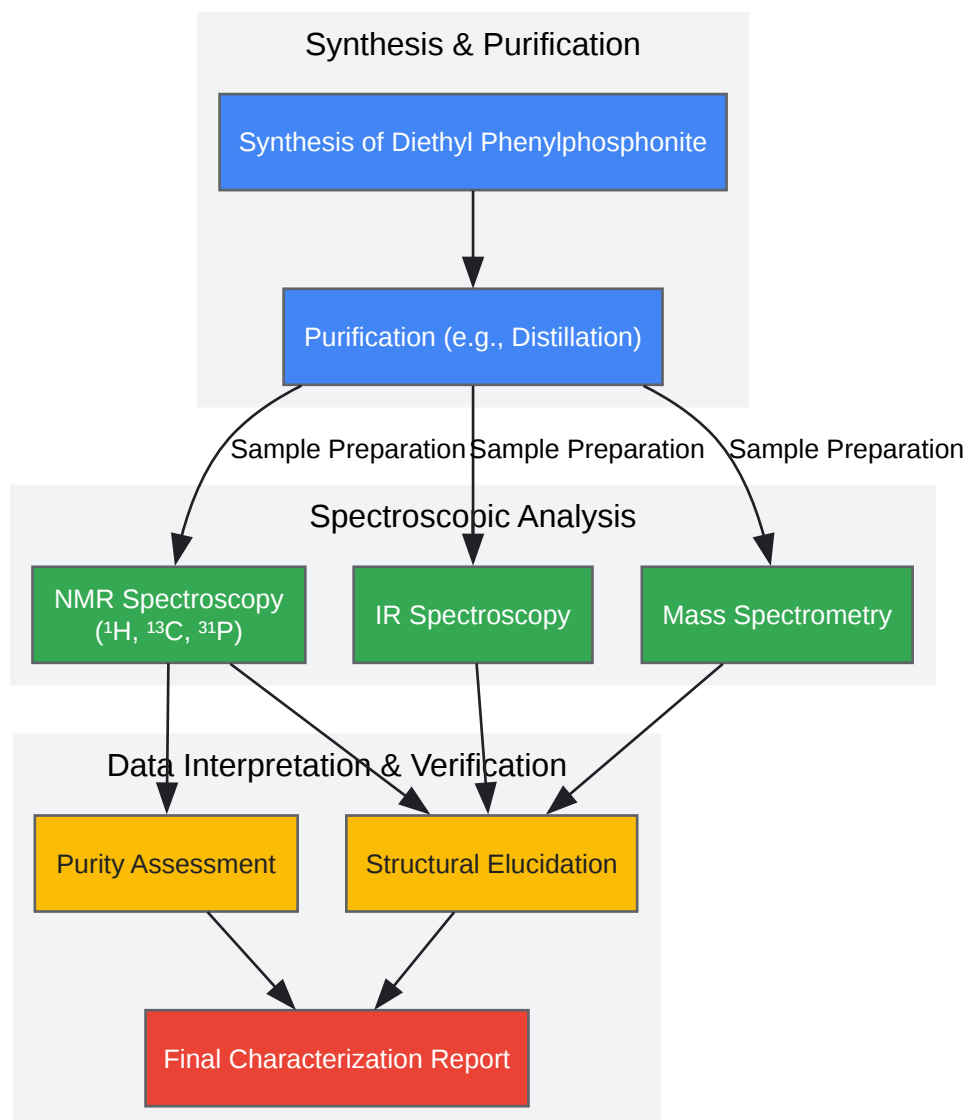 Synthesis & Purification
Synthesis of Diethyl Phenylphosphonite
Purification (e.g., Distillation)
Sample Preparation
Sample Preparation
Sample Preparation
Spectroscopic Analysis
NMR Spectroscopy
(¹H, ¹³C, ³¹P)
IR Spectroscopy
Mass Spectrometry
Data Interpretation & Verification
Purity Assessment
Structural Elucidation
Final Characterization Report